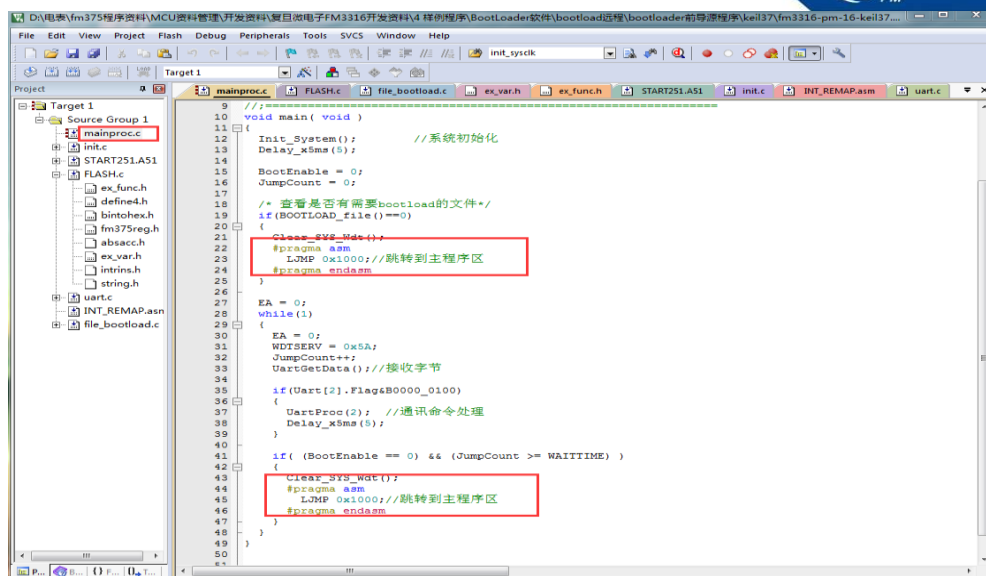 D:\电表\fm375程序资料\MCU资料管理\开发资料\复旦微电子FM3316开发资料\4 样例程序\BootLoader软件\bootload远程\bootloader前导源程序\keil37\fm3316-pm-16-keil37....
File Edit View Project Flash Debug Peripherals Tools SVCS Window Help
init_sysclk
Target 1
Project
mainproc.c FLASH.c file_bootload.c ex_var.h ex_func.h START251.A51 init.c INT_REMAP.asm uart.c
Target 1
Source Group 1
mainproc.c
init.c
START251.A51
FLASH.c
ex_func.h
define4.h
bintohex.h
fm375reg.h
absacc.h
ex_var.h
intrins.h
string.h
uart.c
INT_REMAP.asm
file_bootload.c
9 //;=======================================================
10 void main( void )
11 {
12 Init_System(); //系统初始化
13 Delay_x5ms(5);
14
15 BootEnable = 0;
16 JumpCount = 0;
17
18 /* 查看是否有需要bootload的文件*/
19 if(BOOTLOAD_file()==0)
20 {
21 Clear_SYS_Wdt();
22 #pragma asm
23 LJMP 0x1000;//跳转到主程序区
24 #pragma endasm
25 }
26
27 EA = 0;
28 while(1)
29 {
30 EA = 0;
31 WDTSERV = 0x5A;
32 JumpCount++;
33 UartGetData();//接收字节
34
35 if(Uart[2].Flag&B0000_0100)
36 {
37 UartProc(2); //通讯命令处理
38 Delay_x5ms(5);
39 }
40
41 if( (BootEnable == 0) && (JumpCount >= WAITTIME) )
42 {
43 Clear_SYS_Wdt();
44 #pragma asm
45 LJMP 0x1000;//跳转到主程序区
46 #pragma endasm
47 }
48 }
49 }
50
P... B... {} F... T...